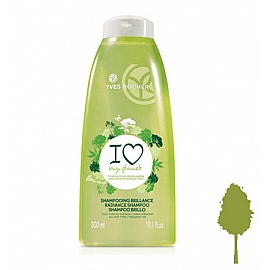 YVES ROCHER
I
my planet
SHAMPOOING BRILLANCE
RADIANCE SHAMPOO
SHAMPOO BRILLO
300 ml 10.1 fl.oz.